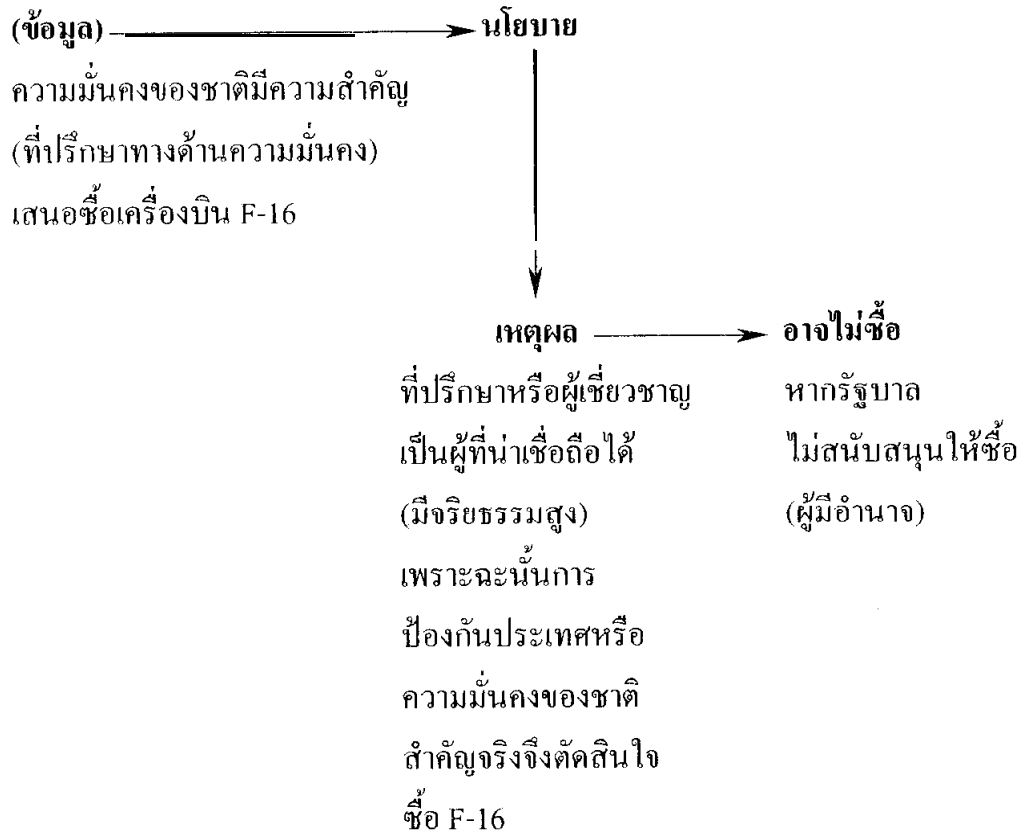 (ข้อมูล) นโยบาย
ความมั่นคงของชาติมีความสำคัญ
(ที่ปรึกษาทางด้านความมั่นคง)
เสนอซื้อเครื่องบิน F-16
เหตุผล
ที่ปรึกษาหรือผู้เชี่ยวชาญ
เป็นผู้ที่น่าเชื่อถือได้
(มีจริยธรรมสูง)
เพราะฉะนั้นการ
ป้องกันประเทศหรือ
ความมั่นคงของชาติ
สำคัญจริงจึงตัดสินใจ
ซื้อ F-16
อาจไม่ซื้อ
หากรัฐบาล
ไม่สนับสนุนให้ซื้อ
(ผู้มีอำนาจ)